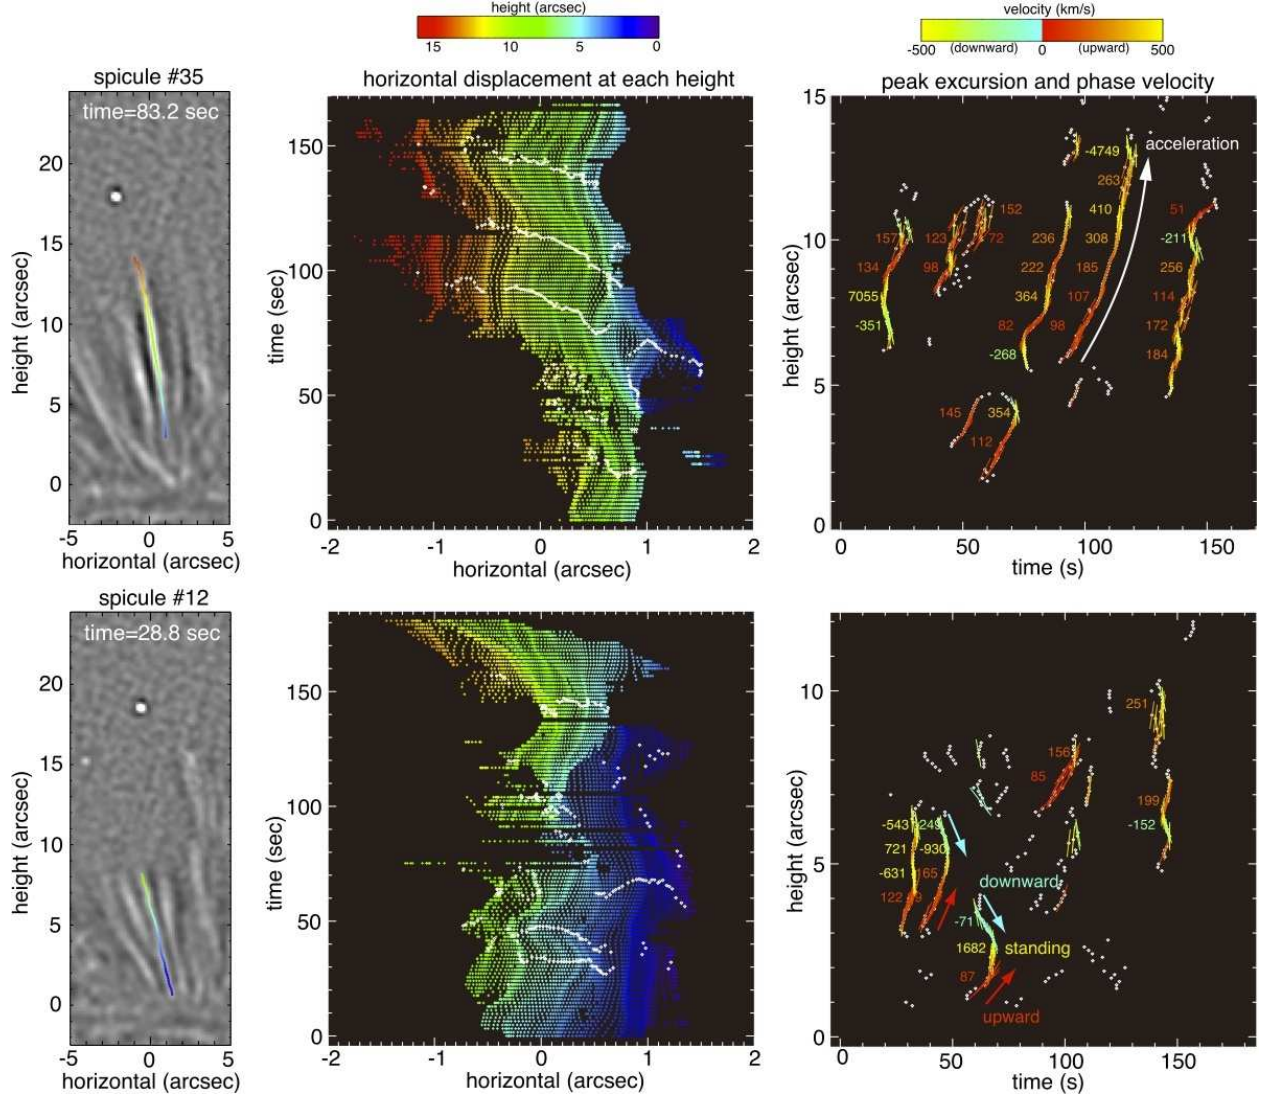 height (arcsec)
15 10 5 0
velocity (km/s)
-500 (downward) 0 (upward) 500
spicule #35
time=83.2 sec
20
15
10
5
0
-5 0 5
height (arcsec)
horizontal (arcsec)
horizontal displacement at each height
150
100
50
0
-2 -1 0 1 2
time (sec)
horizontal (arcsec)
peak excursion and phase velocity
15
10
5
0
0 50 100 150
height (arcsec)
time (s)
-4749
acceleration
263
152
410
51
157
123
72
236
308
-211
134
98
222
185
256
7055
364
107
114
-351
82
98
172
-268
184
145
354
112
spicule #12
time=28.8 sec
20
15
10
5
0
-5 0 5
height (arcsec)
horizontal (arcsec)
150
100
50
0
-2 -1 0 1 2
time (sec)
horizontal (arcsec)
10
5
0
0 50 100 150
height (arcsec)
time (s)
251
156
85
199
-543
249
-152
721
-930
-631
165
downward
122
-71
1682
standing
87
upward